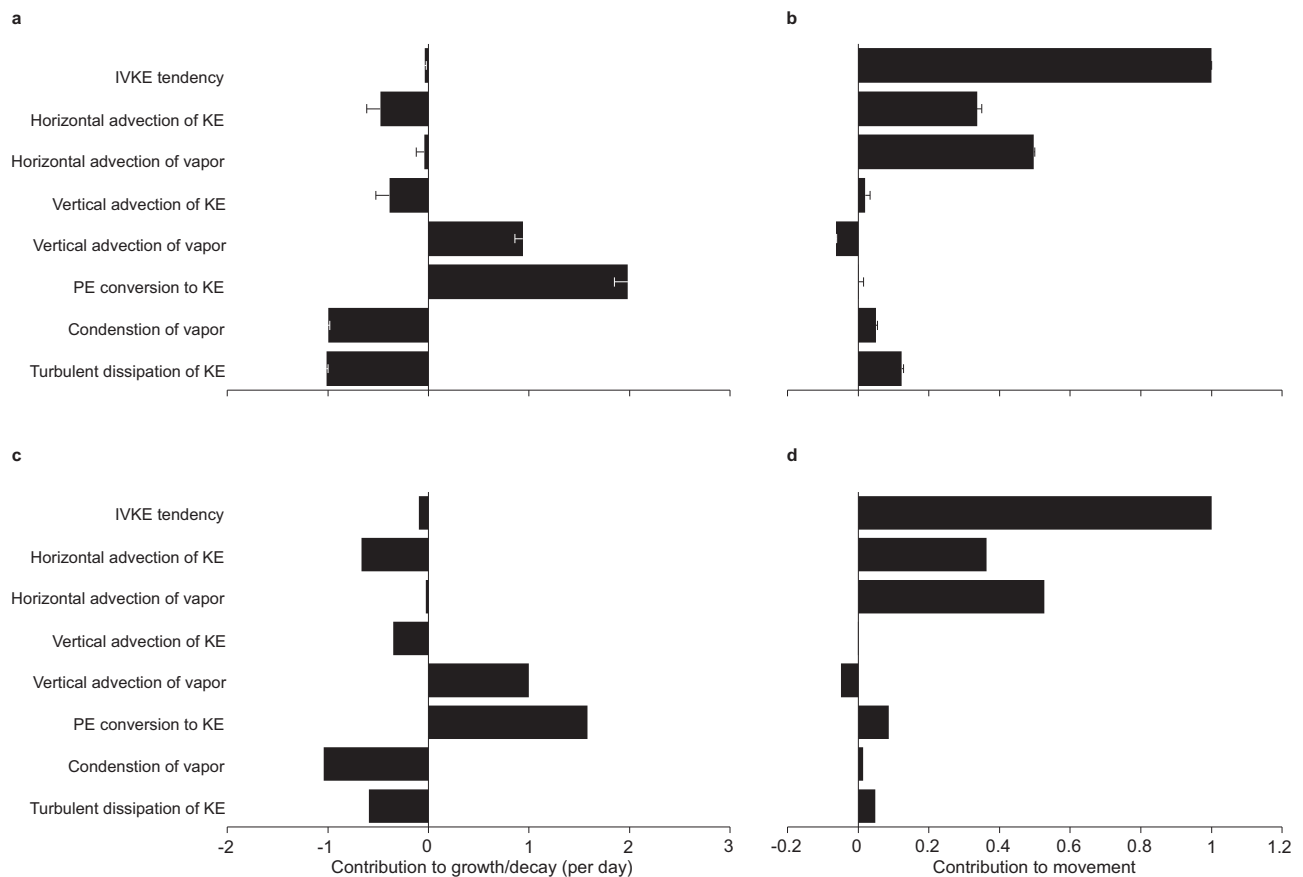 a
b
IVKE tendency
Horizontal advection of KE
Horizontal advection of vapor
Vertical advection of KE
Vertical advection of vapor
PE conversion to KE
Condenstion of vapor
Turbulent dissipation of KE
c
d
IVKE tendency
Horizontal advection of KE
Horizontal advection of vapor
Vertical advection of KE
Vertical advection of vapor
PE conversion to KE
Condenstion of vapor
Turbulent dissipation of KE
-2 -1 0 1 2 3
Contribution to growth/decay (per day)
-0.2 0 0.2 0.4 0.6 0.8 1 1.2
Contribution to movement